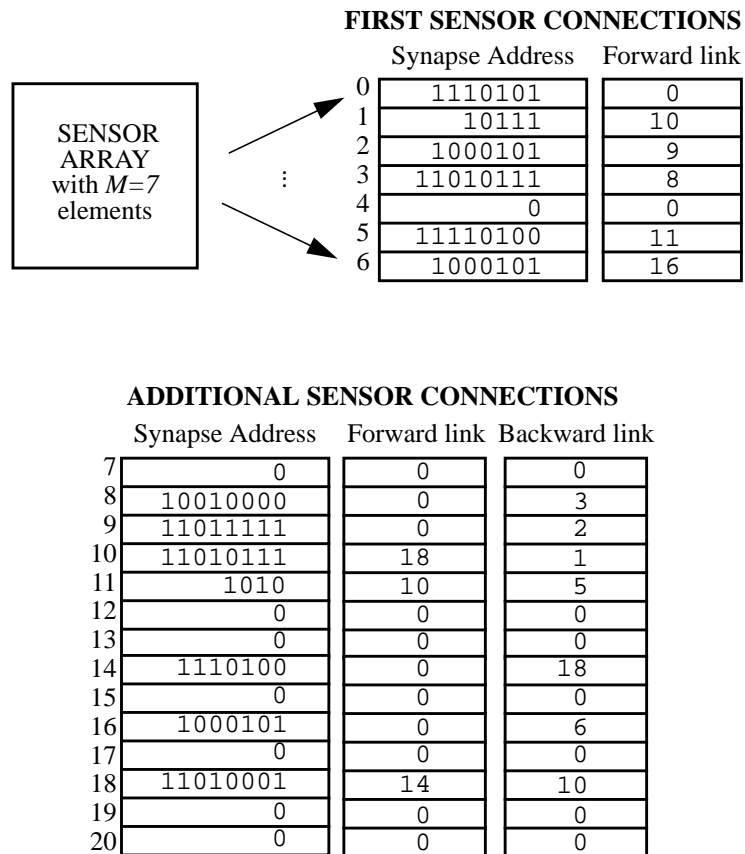 FIRST SENSOR CONNECTIONS
Synapse Address Forward link
SENSOR
ARRAY
with M=7
elements
...
0 1110101 0
1 10111 10
2 1000101 9
3 11010111 8
4 0 0
5 11110100 11
6 1000101 16
ADDITIONAL SENSOR CONNECTIONS
Synapse Address Forward link Backward link
7 0 0 0
8 10010000 0 3
9 11011111 0 2
10 11010111 18 1
11 1010 10 5
12 0 0 0
13 0 0 0
14 1110100 0 18
15 0 0 0
16 1000101 0 6
17 0 0 0
18 11010001 14 10
19 0 0 0
20 0 0 0